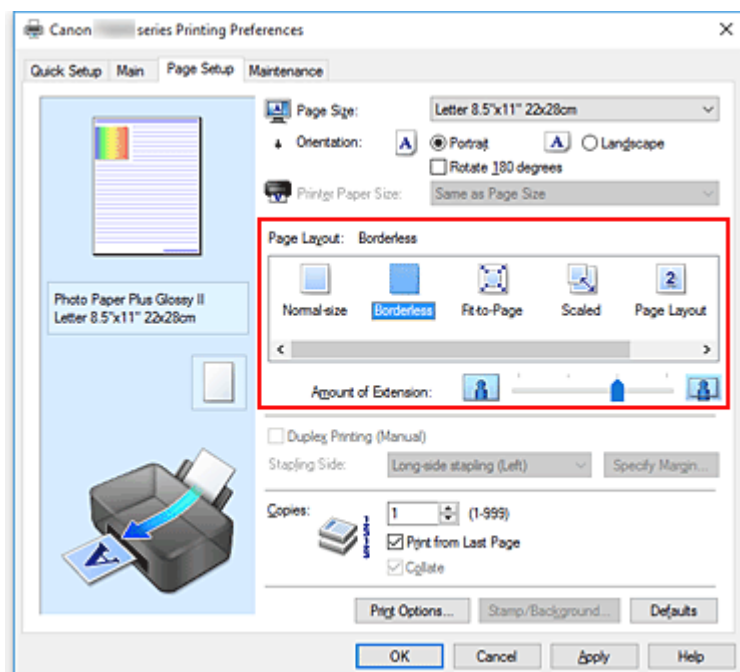 Canon series Printing Preferences
Quick Setup Main Page Setup Maintenance
Page Size: Letter 8.5"x11" 22x28cm
Orientation: A Portrait A Landscape
Rotate 180 degrees
Printer Paper Size: Same as Page Size
Page Layout: Borderless
2
Normal-size Borderless Fit-to-Page Scaled Page Layout
Photo Paper Plus Glossy II
Letter 8.5"x11" 22x28cm
Amount of Extension:
Duplex Printing (Manual)
Stapling Side: Long-side stapling (Left) Specify Margin...
Copies: 1 (1-999)
Print from Last Page
Collate
A
Print Options... Stamp/Background... Defaults
OK Cancel Apply Help